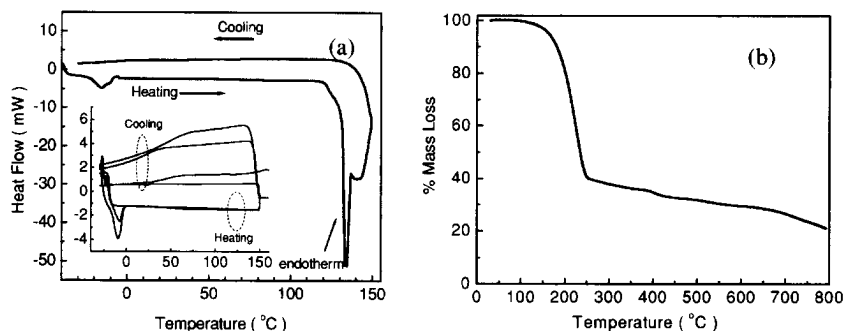 Cooling
(a)
Heating
Cooling
Heating
endotherm
Heat Flow ( mW )
10
0
-10
-20
-30
-40
-50
6
4
2
0
-2
-4
0 50 100 150
0 50 100 150
Temperature ( °C )
(b)
% Mass Loss
100
80
60
40
20
0
0 100 200 300 400 500 600 700 800
Temperature ( °C )